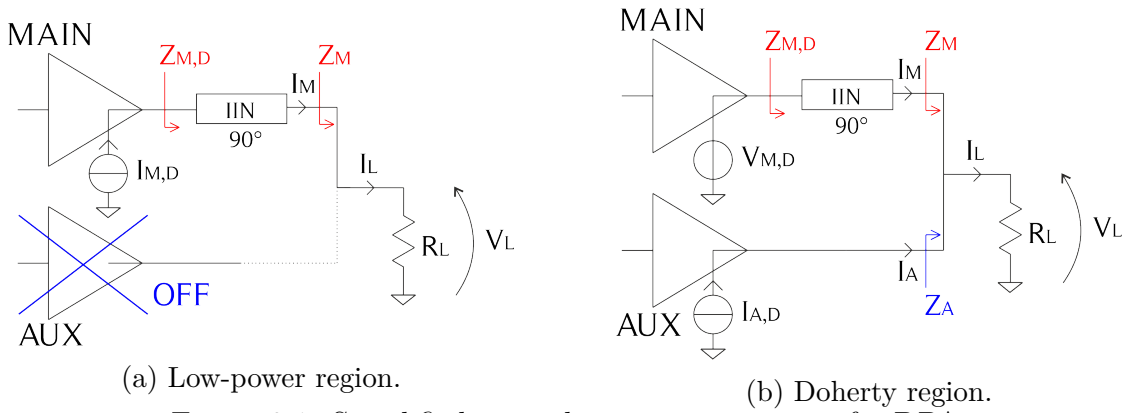 MAIN
ZM,D
ZM
IM
IIN
90°
IM,D
IL
RL
VL
OFF
AUX
(a) Low-power region.
MAIN
ZM,D
ZM
IM
IIN
90°
VM,D
IL
RL
VL
IA
ZA
IA,D
AUX
(b) Doherty region.